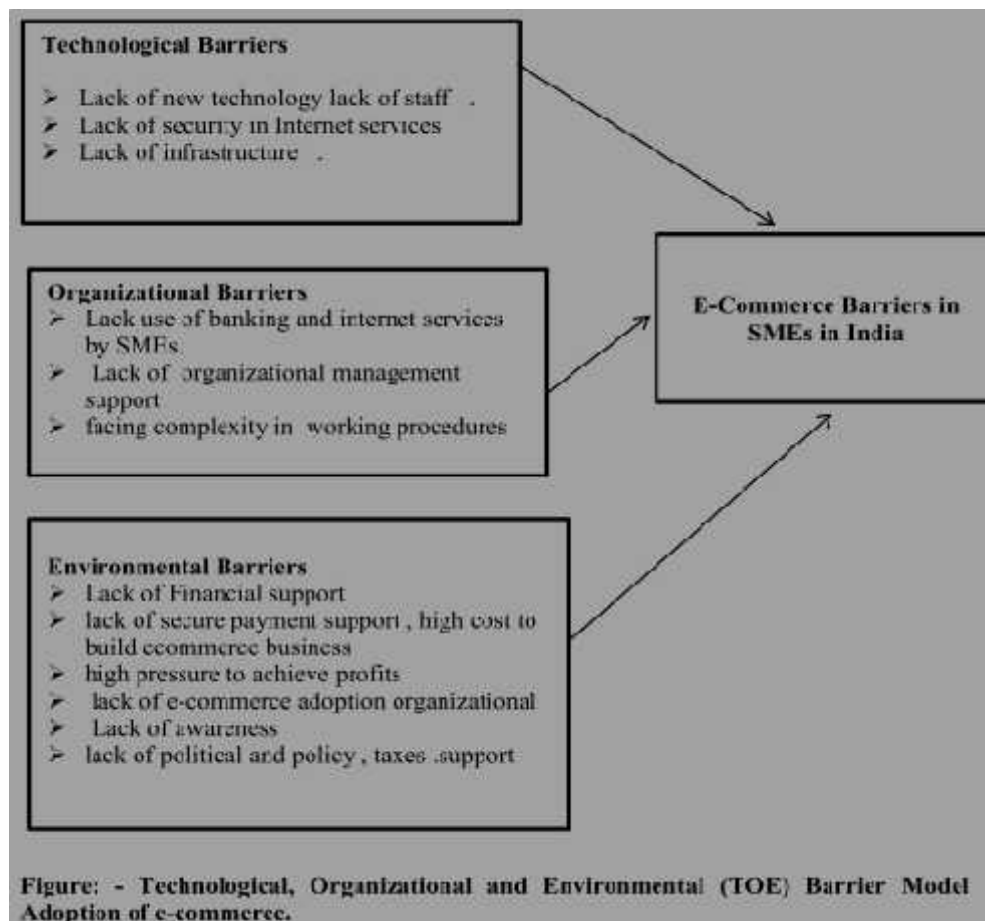 Technological Barriers
➢ Lack of new technology lack of staff .
➢ Lack of security in Internet services
➢ Lack of infrastructure .
Organizational Barriers
➢ Lack use of banking and internet services
by SMEs.
➢ Lack of organizational management
support
➢ facing complexity in working procedures
Environmental Barriers
➢ Lack of Financial support
➢ lack of secure payment support , high cost to
build ecommerec business
➢ high pressure to achieve profits
➢ lack of e-commerce adoption organizational
➢ Lack of awareness
➢ lack of political and policy , taxes .support
E-Commerce Barriers in
SMEs in India
Figure: - Technological, Organizational and Environmental (TOE) Barrier Model
Adoption of e-commerec.